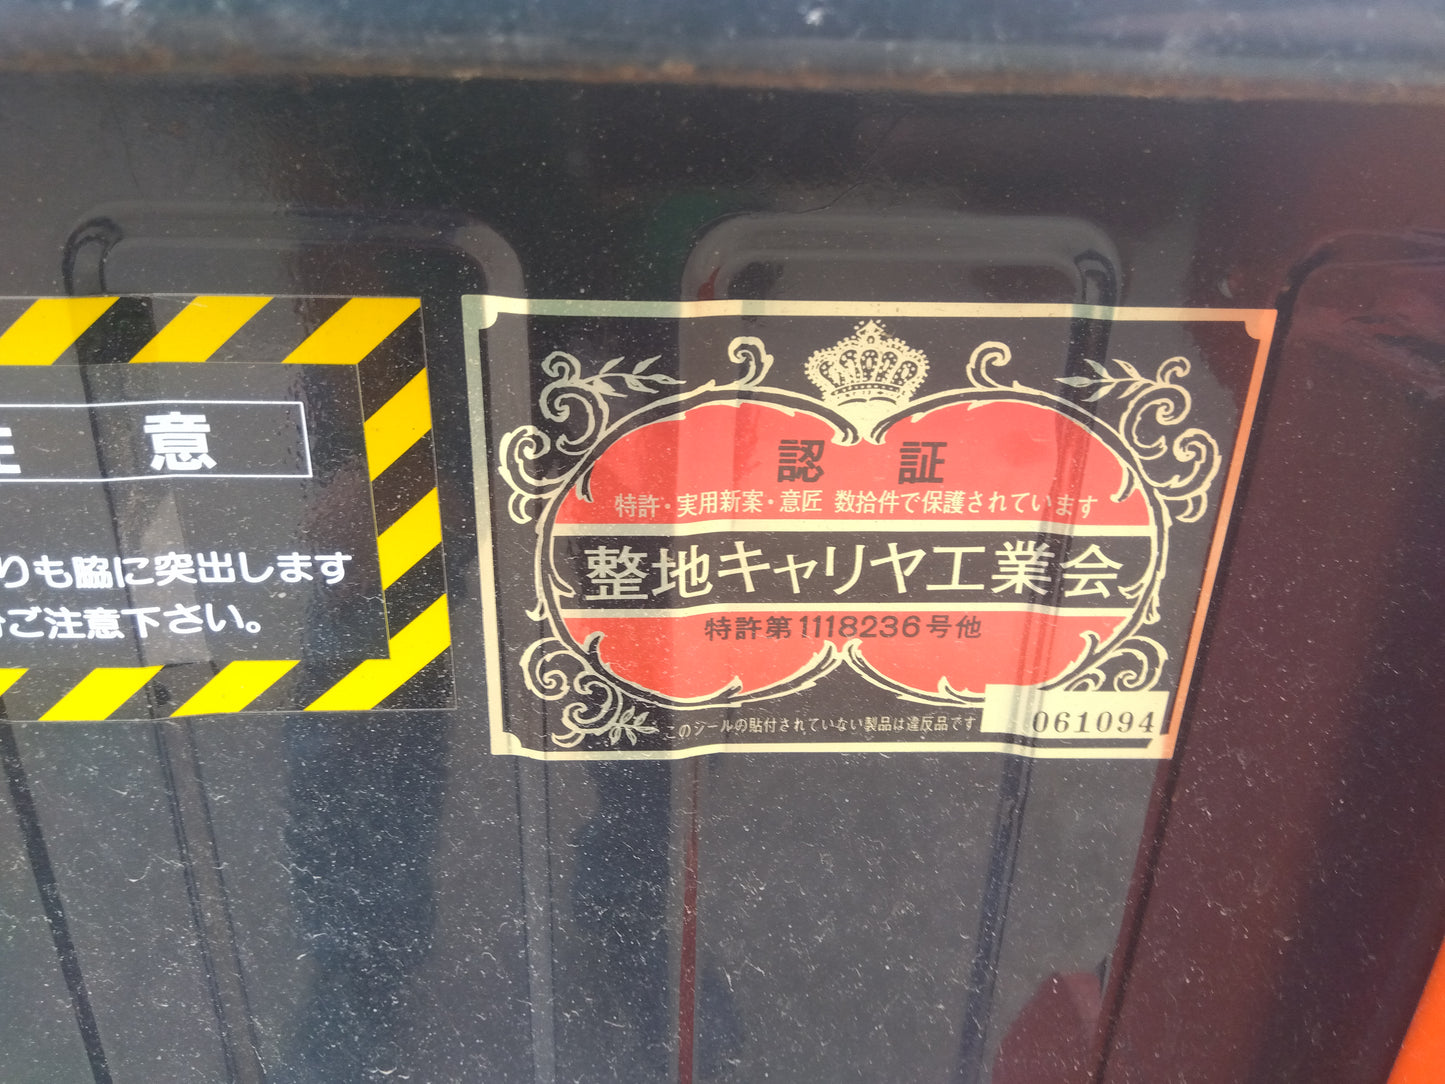 注 意
りも脇に突出します
ご注意下さい。
認 証
特許・実用新案・意匠 数拾件で保護されています
整地キャリヤ工業会
特許第1118236号他
このシールの貼付されていない製品は違反品です
061094